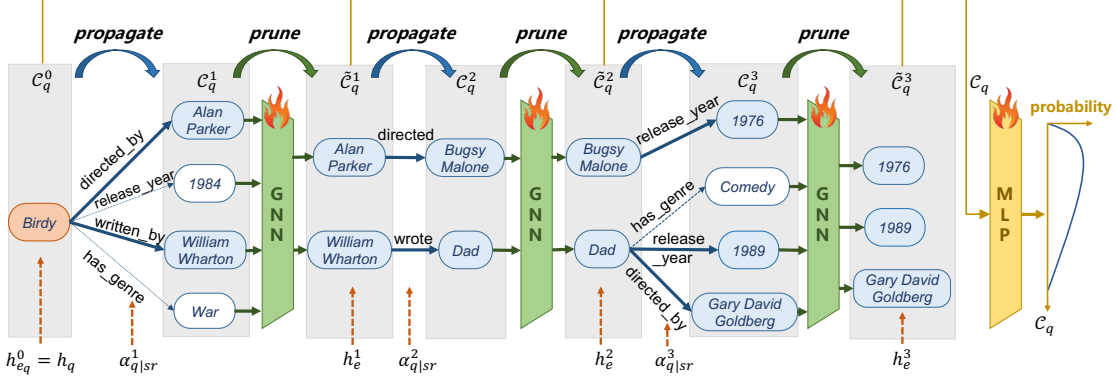 propagate
prune
propagate
prune
propagate
prune
C_q^0
C_q^1
C̃_q^1
C_q^2
C̃_q^2
C_q^3
C̃_q^3
C_q
probability
Birdy
directed_by
release_year
written_by
has_genre
Alan
Parker
1984
William
Wharton
War
GNN
Alan
Parker
William
Wharton
directed
wrote
Bugsy
Malone
Dad
GNN
Bugsy
Malone
Dad
release_year
has_genre
release
_year
directed_by
1976
Comedy
1989
Gary David
Goldberg
GNN
1976
1989
Gary David
Goldberg
MLP
C_q
h_{e_q}^0 = h_q
α_{q|sr}^1
h_e^1
α_{q|sr}^2
h_e^2
α_{q|sr}^3
h_e^3